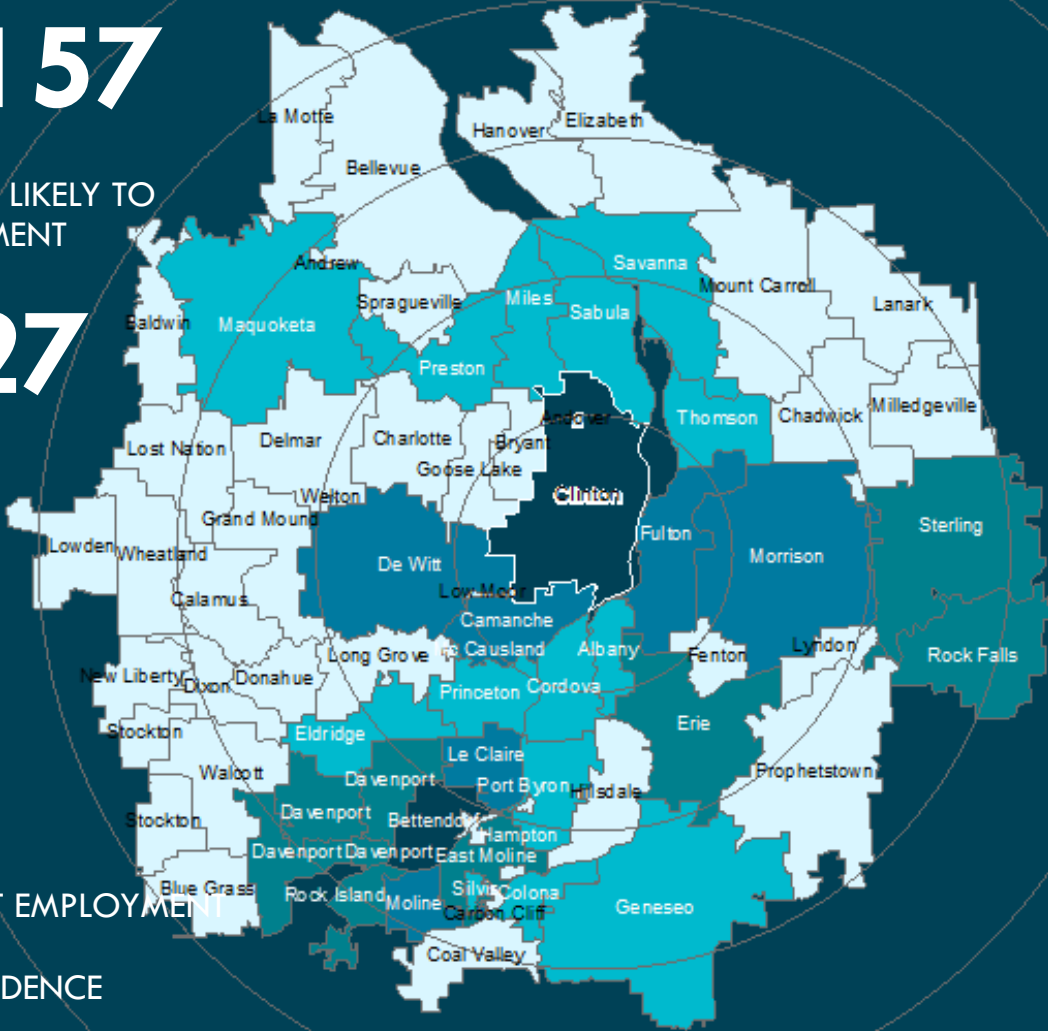 157
LIKELY TO
MENT
27
T EMPLOYMENT
DENCE
La Motte
Hanover
Elizabeth
Bellevue
Andrew
Savanna
Mount Carroll
Spragueville
Miles
Sabula
Lanark
Baldwin
Maquoketa
Preston
Andover
Thomson
Chadwick
Milledgeville
Lost Nation
Delmar
Charlotte
Bryant
Goose Lake
Welton
Clinton
Grand Mound
Fulton
Sterling
Lowden
Wheatland
De Witt
Morrison
Calamus
Low Moor
Camanche
Causland
Albany
Long Grove
Fenton
Lyndon
Rock Falls
New Liberty
Dixon
Donahue
Princeton
Cordova
Stockton
Eldridge
Erie
Walcott
Le Claire
Davenport
Port Byron
Hillsdale
Prophetstown
Stockton
Davenport
Bettendorf
Hampton
Davenport
Davenport
East Moline
Blue Grass
Rock Island
Moline
Silvis
Colona
Carbon Cliff
Geneseo
Coal Valley